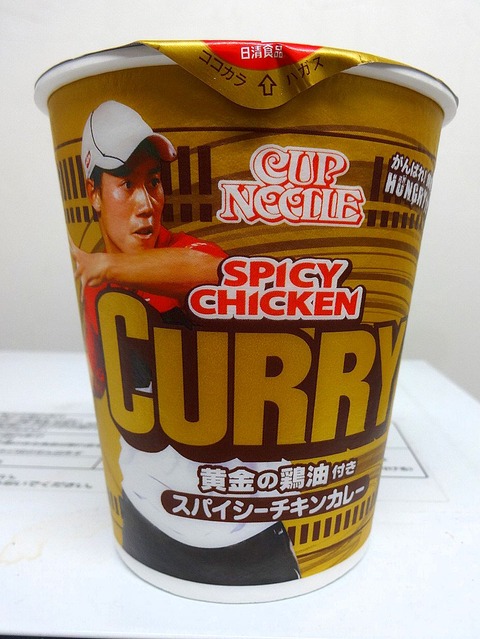 日清食品
ココカラ ハガス
CUP
NOODLE
がんばれ!
HUNGRY
SPICY
CHICKEN
CURRY
黄金の鶏油付き
スパイシーチキンカレー